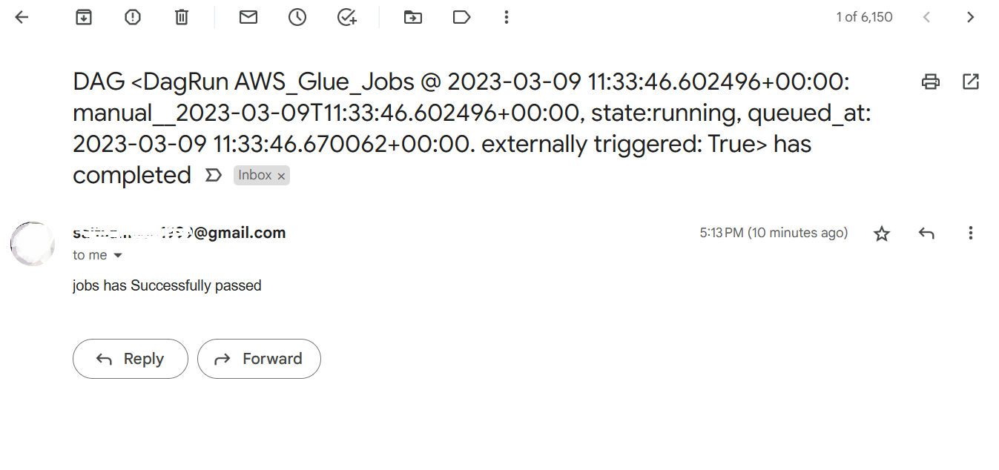 1 of 6,150
DAG <DagRun AWS_Glue_Jobs @ 2023-03-09 11:33:46.602496+00:00:
manual__2023-03-09T11:33:46.602496+00:00, state:running, queued_at:
2023-03-09 11:33:46.670062+00:00. externally triggered: True> has
completed Inbox ×
@gmail.com 5:13 PM (10 minutes ago)
to me
jobs has Successfully passed
Reply Forward